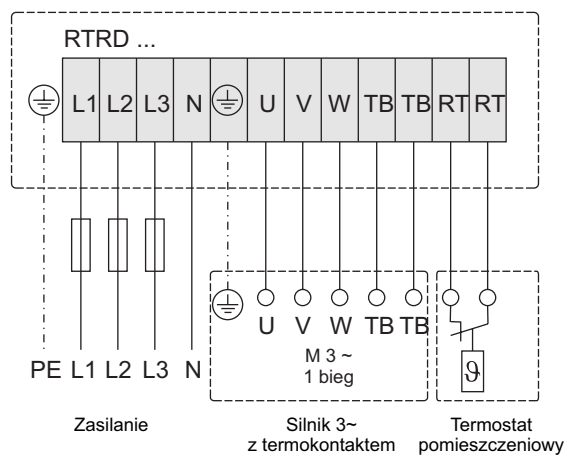 RTRD ...
L1 L2 L3 N U V W TB TB RT RT
U V W TB TB
M 3 ~
1 bieg
ϑ
PE L1 L2 L3 N
Zasilanie
Silnik 3~
z termokontaktem
Termostat
pomieszczeniowy